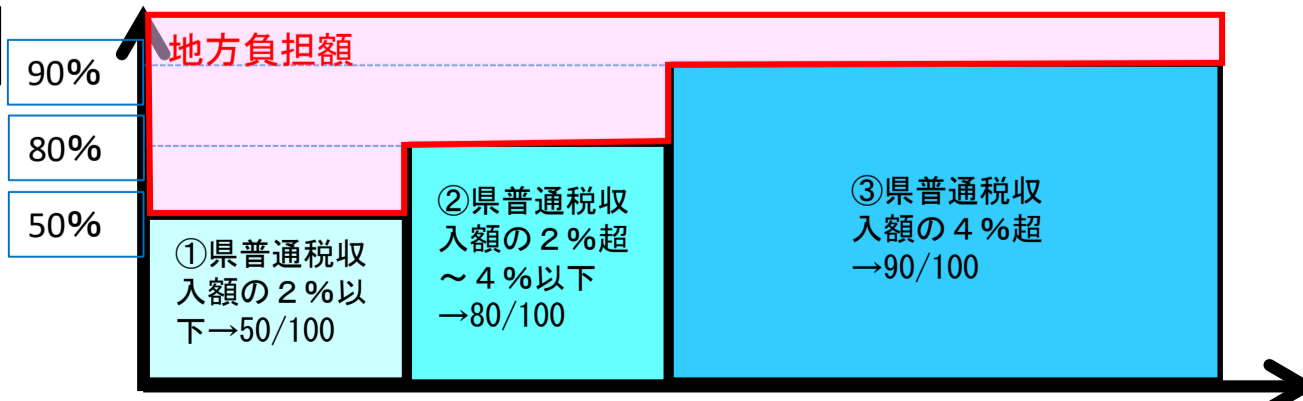 地方負担額
90%
80%
50%
①県普通税収
入額の２％以
下→50/100
②県普通税収
入額の２％超
～４％以下
→80/100
③県普通税収
入額の４％超
→90/100